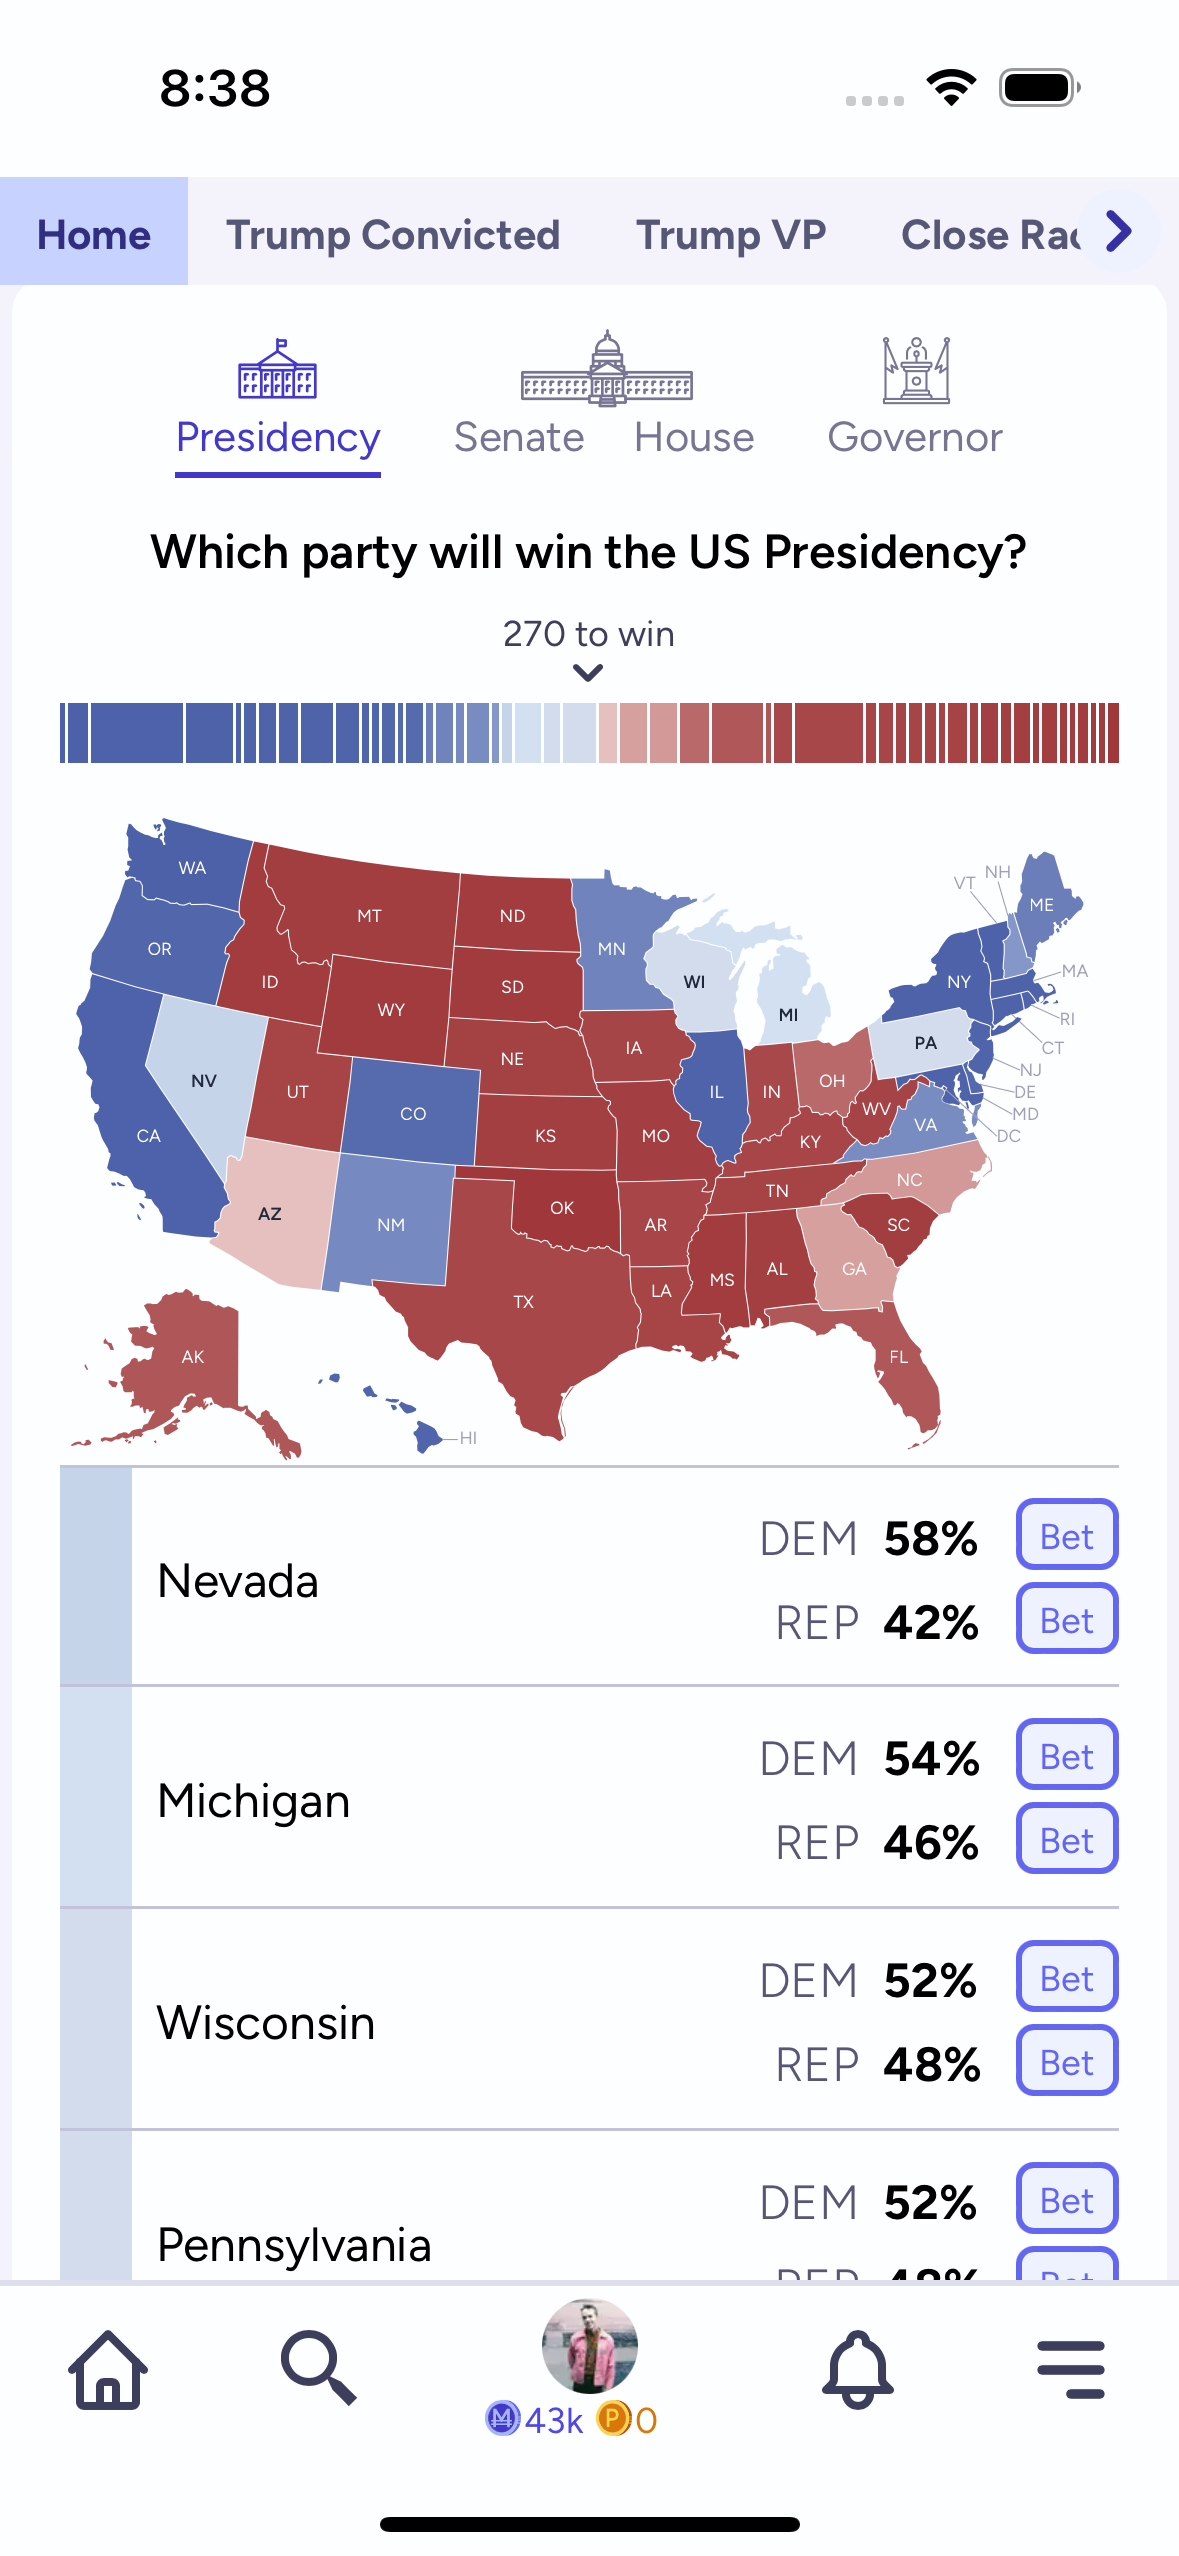 8:38
Home Trump Convicted Trump VP Close Rac
Presidency Senate House Governor
Which party will win the US Presidency?
270 to win
WA
MT
ND
MN
VT
NH
ME
OR
ID
WY
SD
WI
MI
NY
MA
RI
CT
NJ
DE
MD
DC
NV
UT
CO
NE
IA
IL
IN
OH
PA
WV
VA
CA
KS
MO
KY
NC
AZ
NM
OK
AR
TN
SC
TX
LA
MS
AL
GA
FL
AK
HI
Nevada
DEM 58% Bet
REP 42% Bet
Michigan
DEM 54% Bet
REP 46% Bet
Wisconsin
DEM 52% Bet
REP 48% Bet
Pennsylvania
DEM 52% Bet
REP 48% Bet
M 43k P 0